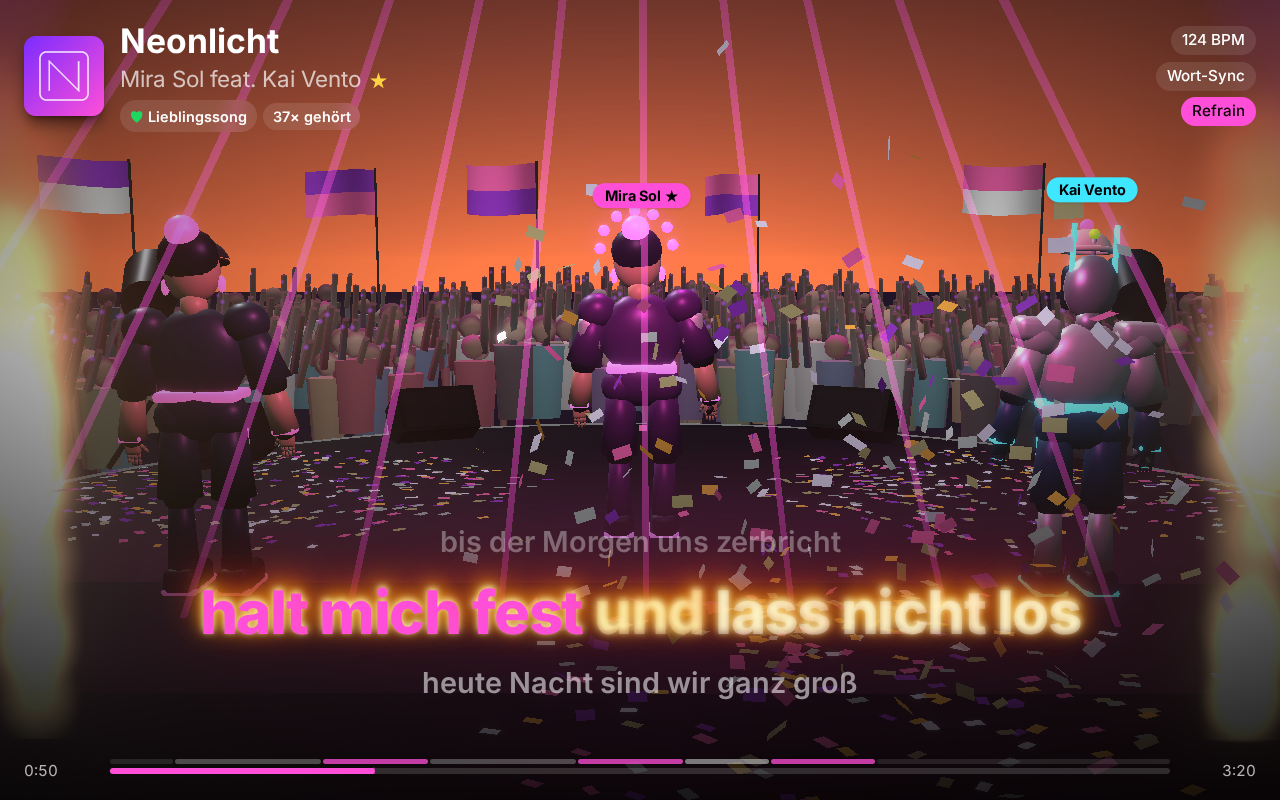 Neonlicht
Mira Sol feat. Kai Vento ★
Lieblingssong
37× gehört
124 BPM
Wort-Sync
Refrain
N
Mira Sol ★
Kai Vento
bis der Morgen uns zerbricht
halt mich fest und lass nicht los
heute Nacht sind wir ganz groß
0:50
3:20